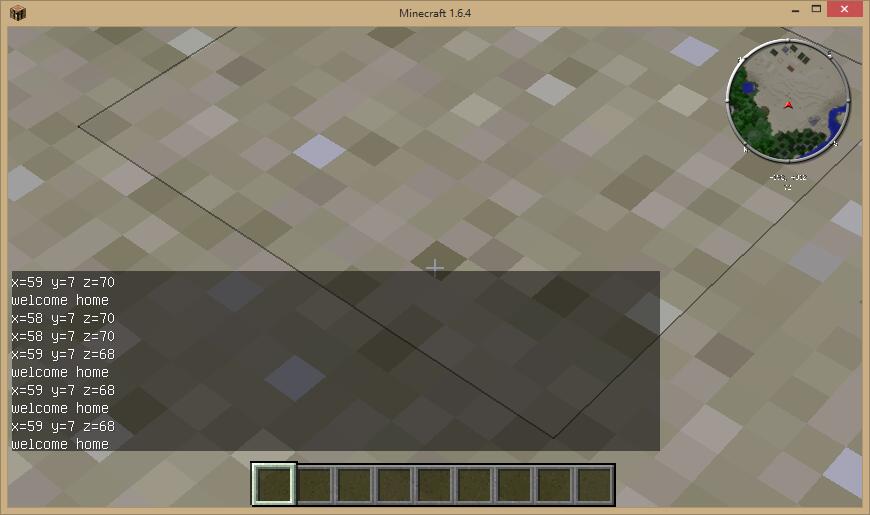 Minecraft 1.6.4
x=59 y=7 z=70
welcome home
x=58 y=7 z=70
x=58 y=7 z=70
x=59 y=7 z=68
welcome home
x=59 y=7 z=68
welcome home
x=59 y=7 z=68
welcome home